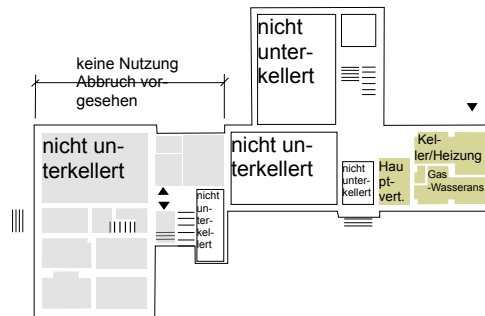 keine Nutzung
Abbruch vor-
gesehen
nicht
unter-
kellert
nicht un-
terkellert
nicht un-
terkellert
nicht
un-
ter-
kel-
lert
nicht
unter-
kellert
Hau
pt-
vert.
Kel-
ler/Heizung
Gas
-Wasserans.